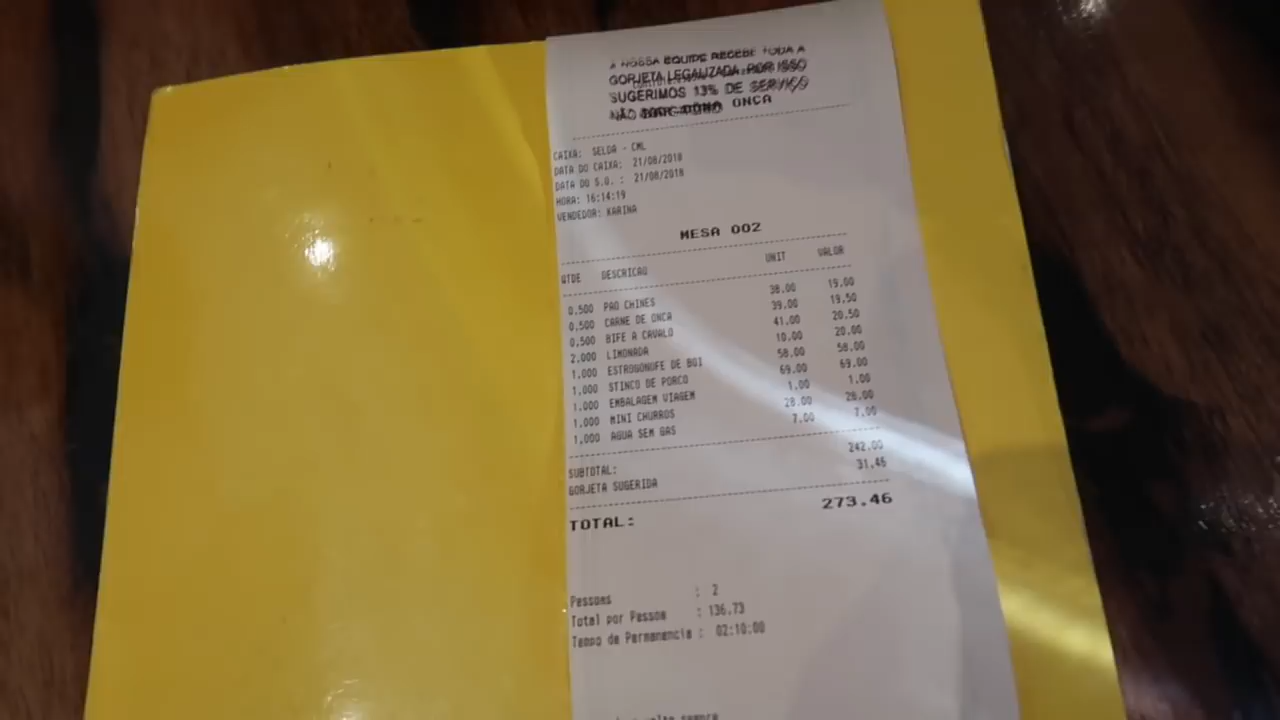 A NOSSA EQUIPE RECEBE TODA A
GORJETA LEGALIZADA, POR ISSO
SUGERIMOS 13% DE SERVIÇO
NÃO DONA ONCA
CAIXA: SELDA - CML
DATA DO CAIXA: 21/08/2018
DATA DO S.O. : 21/08/2018
HORA: 16:14:19
VENDEDOR: KARINA
MESA 002
QTDE DESCRICAO UNIT VALOR
0,500 PAO CHINES 38.00 19,00
0,500 CARNE DE ONCA 39.00 19,50
0,500 BIFE A CAVALO 41,00 20,50
2,000 LIMONADA 10.00 20.00
1,000 ESTROGONUFE DE BOI 58.00 58.00
1,000 STINCO DE PORCO 69.00 69.00
1,000 EMBALAGEM VIAGEM 1,00 1,00
1,000 MINI CHURROS 28.00 28.00
1,000 AGUA SEM GAS 7,00 7,00
SUBTOTAL: 242,00
GORJETA SUGERIDA 31,46
TOTAL: 273.46
Pessoas : 2
Total por Pessoa : 136,73
Tempo de Permanencia : 02:10:00
volte sempre